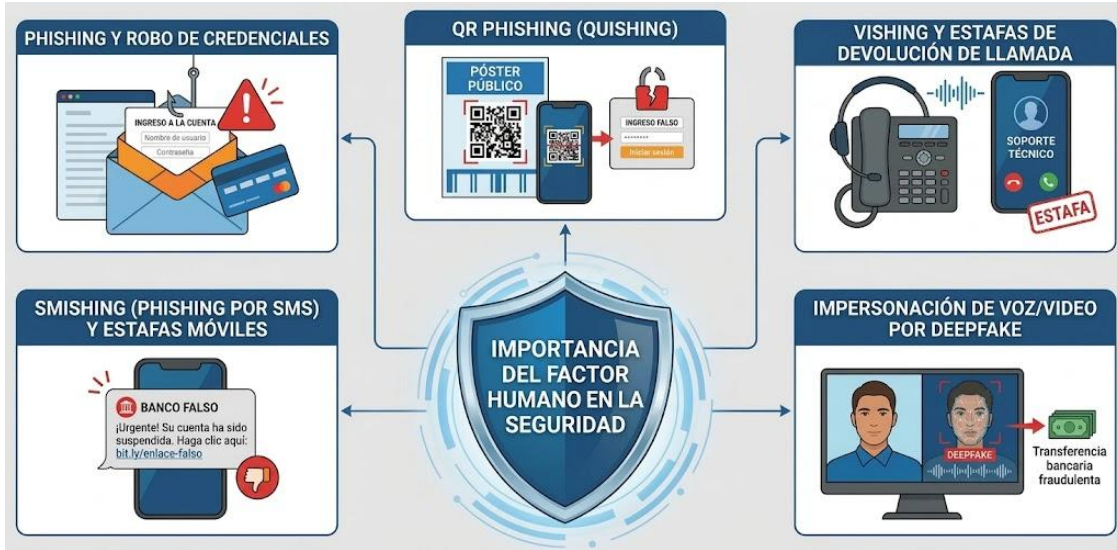 PHISHING Y ROBO DE CREDENCIALES
INGRESO A LA CUENTA
Nombre de usuario
Contraseña
QR PHISHING (QUISHING)
PÓSTER
PÚBLICO
INGRESO FALSO
********
Iniciar sesión
VISHING Y ESTAFAS DE
DEVOLUCIÓN DE LLAMADA
SOPORTE
TÉCNICO
ESTAFA
SMISHING (PHISHING POR SMS)
Y ESTAFAS MÓVILES
BANCO FALSO
¡Urgente! Su cuenta ha sido
suspendida. Haga clic aquí:
bit.ly/enlace-falso
IMPORTANCIA
DEL FACTOR
HUMANO EN LA
SEGURIDAD
IMPERSONACIÓN DE VOZ/VIDEO
POR DEEPFAKE
DEEPFAKE
Transferencia
bancaria
fraudulenta